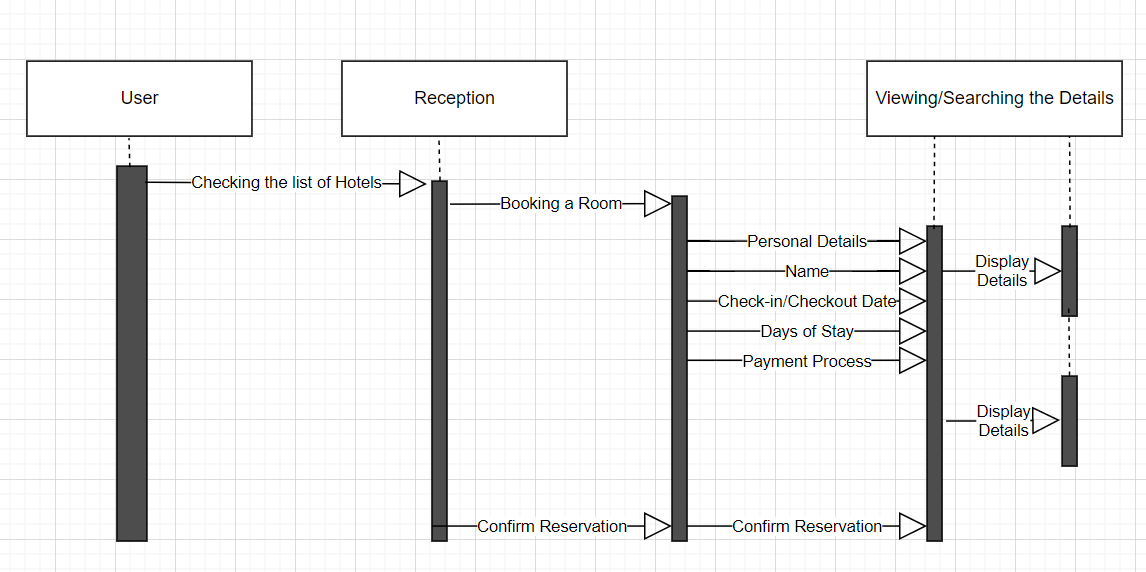 User
Reception
Viewing/Searching the Details
Checking the list of Hotels
Booking a Room
Personal Details
Name
Display
Details
Check-in/Checkout Date
Days of Stay
Payment Process
Display
Details
Confirm Reservation
Confirm Reservation